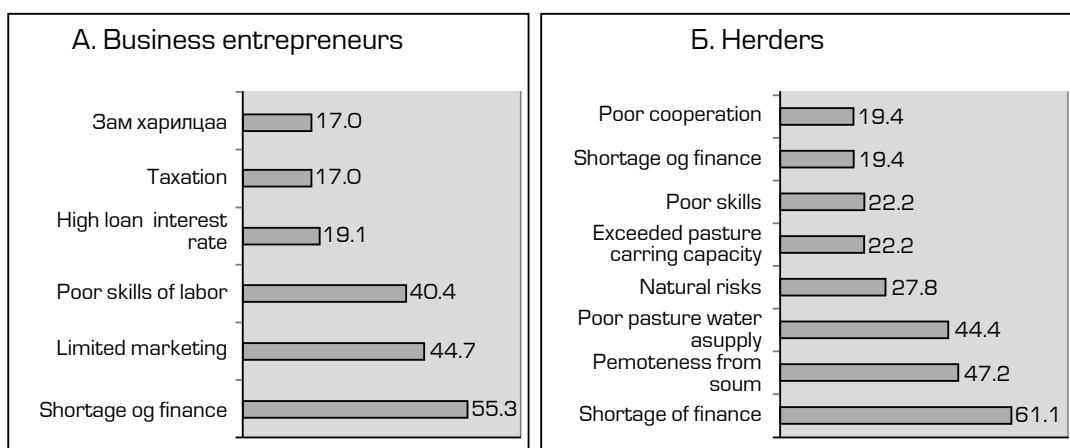 А. Business entrepreneurs
Зам харилцаа
17.0
Taxation
17.0
High loan interest
rate
19.1
Poor skills of labor
40.4
Limited marketing
44.7
Shortage og finance
55.3
Б. Herders
Poor cooperation
19.4
Shortage og finance
19.4
Poor skills
22.2
Exceeded pasture
carring capacity
22.2
Natural risks
27.8
Poor pasture water
asupply
44.4
Pemoteness from
soum
47.2
Shortage of finance
61.1